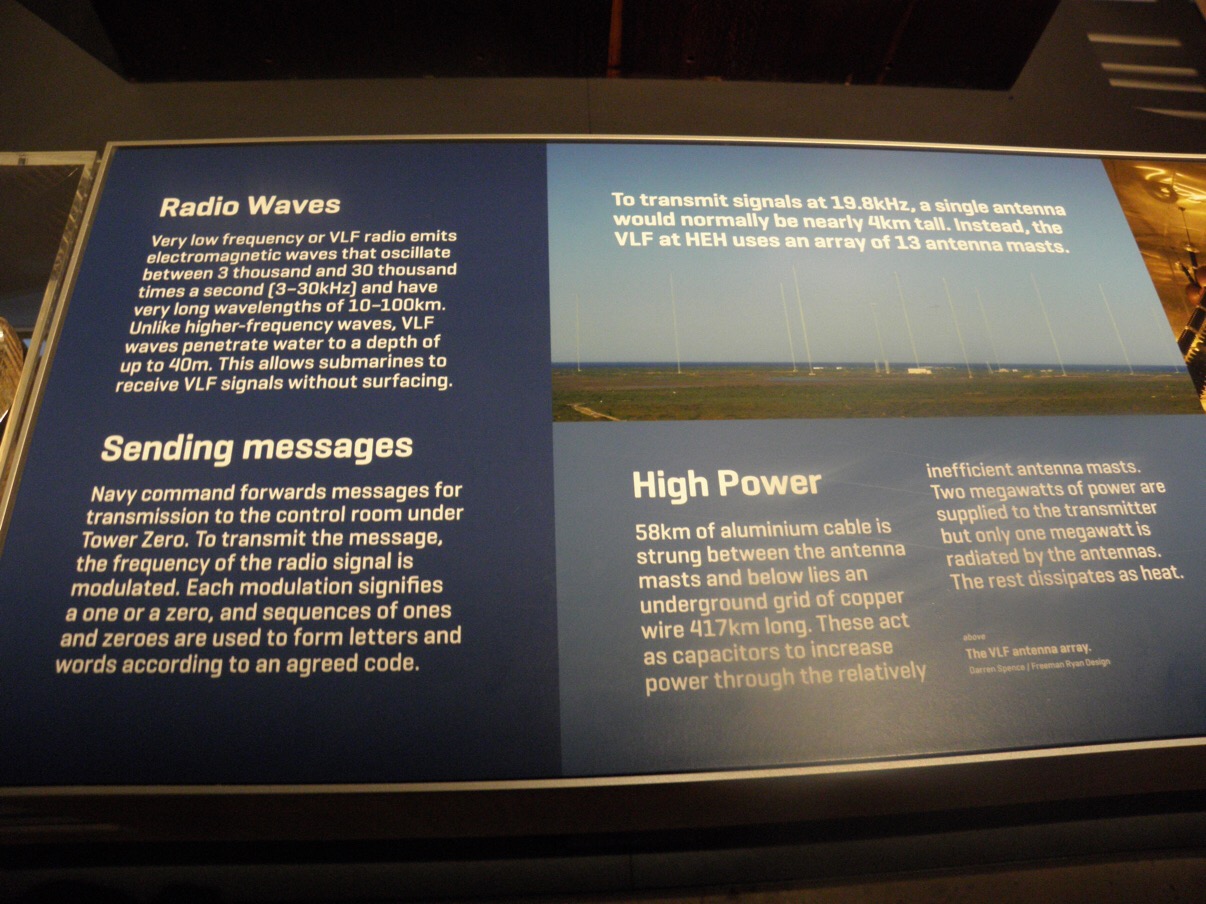 Radio Waves
Very low frequency or VLF radio emits
electromagnetic waves that oscillate
between 3 thousand and 30 thousand
times a second (3–30kHz) and have
very long wavelengths of 10–100km.
Unlike higher-frequency waves, VLF
waves penetrate water to a depth of
up to 40m. This allows submarines to
receive VLF signals without surfacing.
Sending messages
Navy command forwards messages for
transmission to the control room under
Tower Zero. To transmit the message,
the frequency of the radio signal is
modulated. Each modulation signifies
a one or a zero, and sequences of ones
and zeroes are used to form letters and
words according to an agreed code.
To transmit signals at 19.8kHz, a single antenna
would normally be nearly 4km tall. Instead, the
VLF at HEH uses an array of 13 antenna masts.
High Power
58km of aluminium cable is
strung between the antenna
masts and below lies an
underground grid of copper
wire 417km long. These act
as capacitors to increase
power through the relatively
inefficient antenna masts.
Two megawatts of power are
supplied to the transmitter
but only one megawatt is
radiated by the antennas.
The rest dissipates as heat.
above
The VLF antenna array.
Darren Spence / Freeman Ryan Design